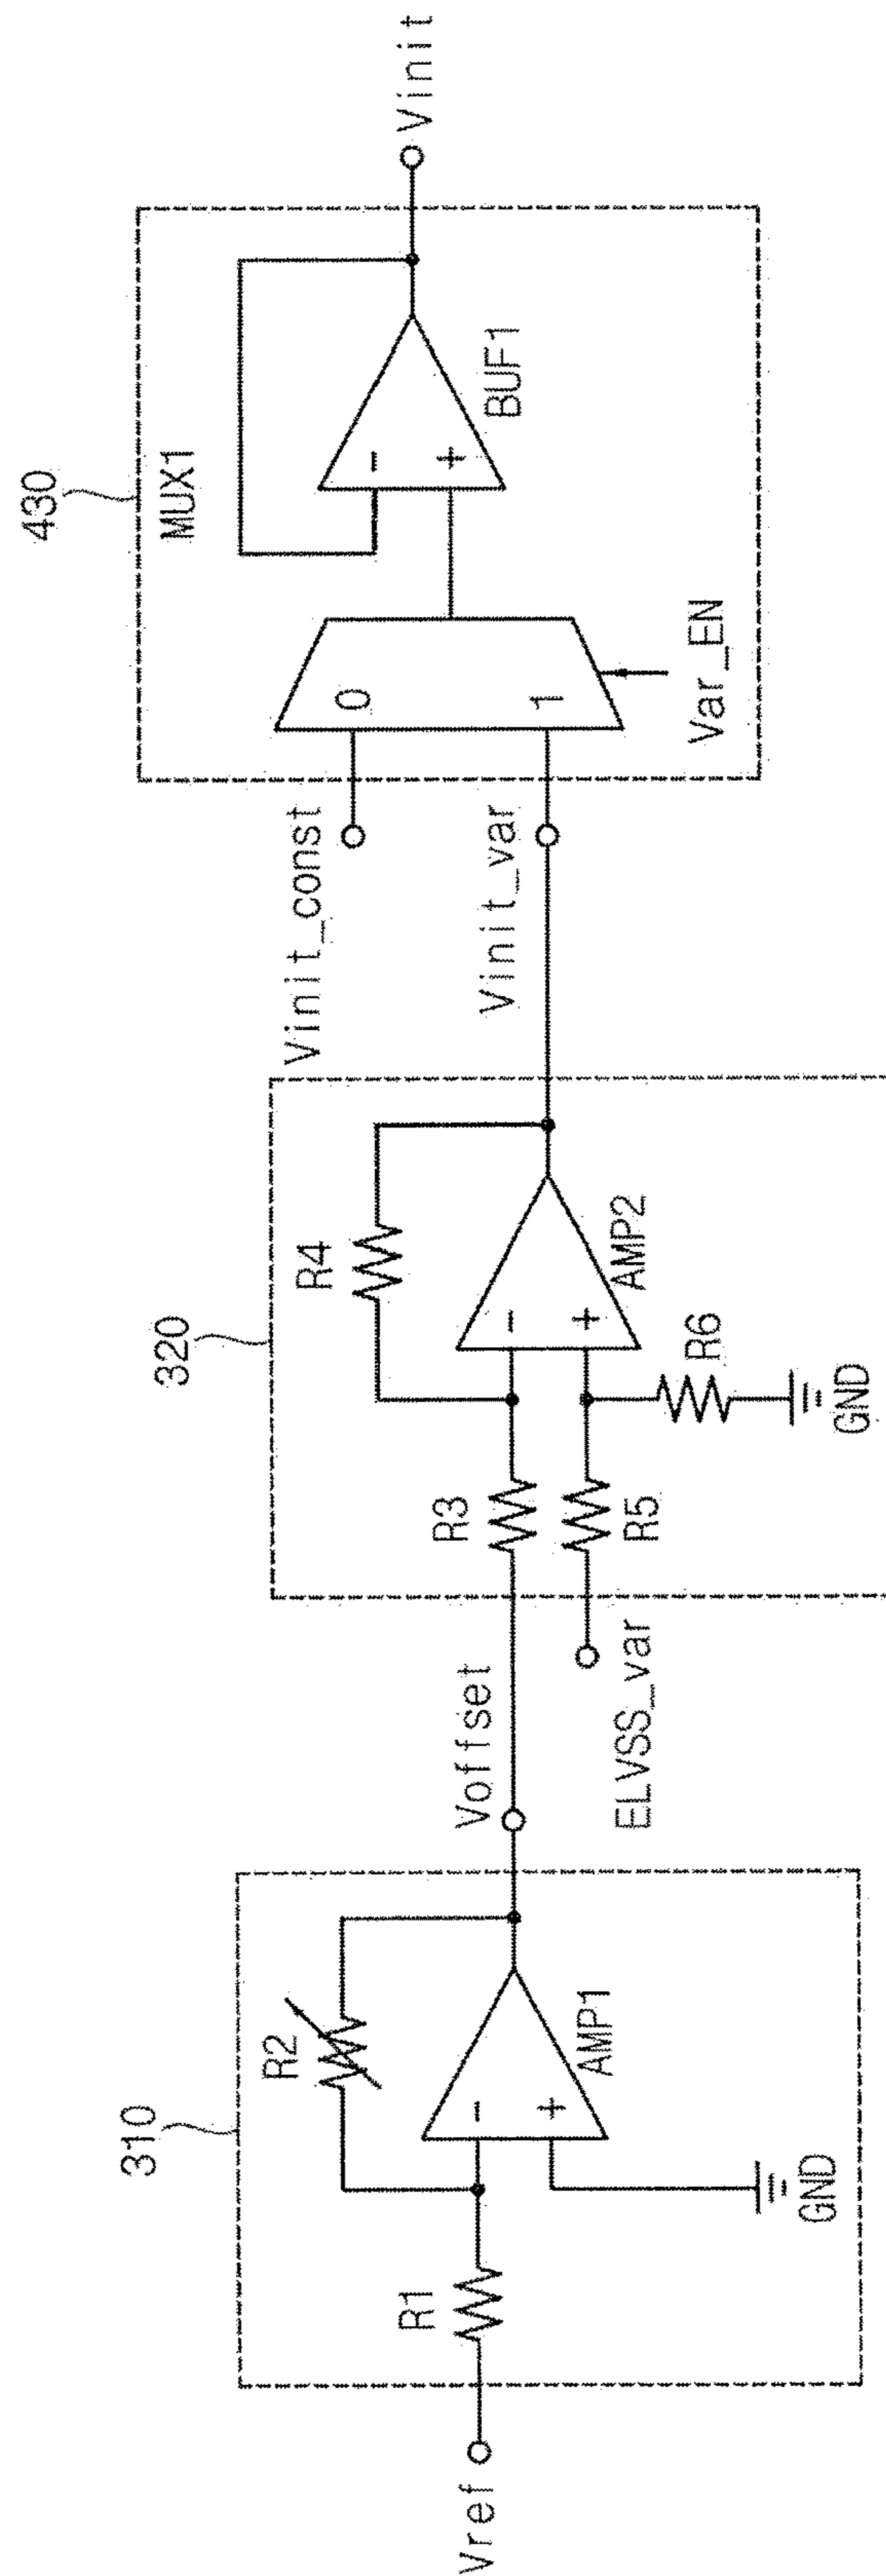 310
R2
R1
Vref
AMP1
-
+
GND
Voffset
320
R4
R3
ELVSS_var
R5
AMP2
-
+
R6
GND
Vinit_const
Vinit_var
430
MUX1
0
1
Var_EN
-
+
BUF1
Vinit